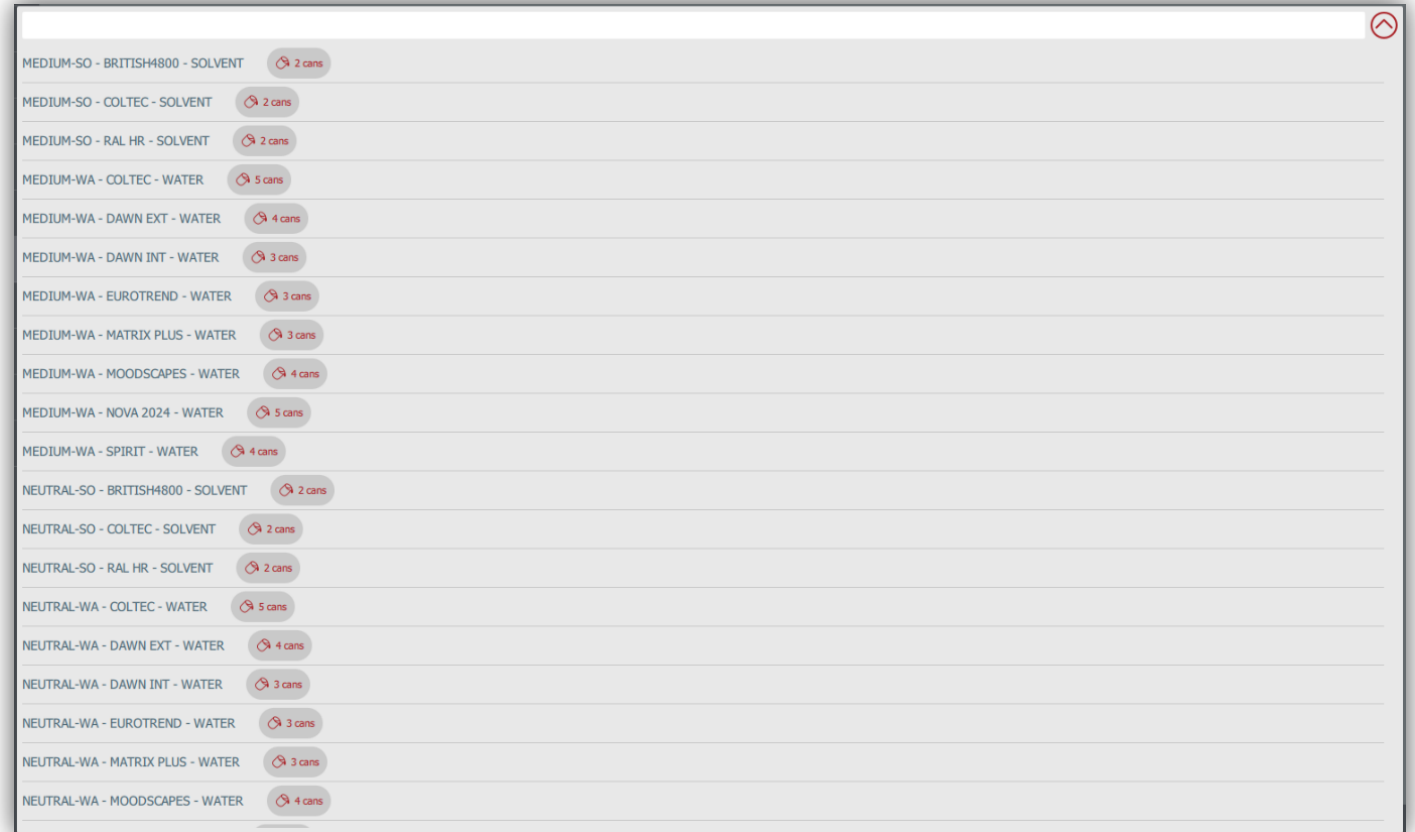 MEDIUM-SO - BRITISH4800 - SOLVENT 2 cans
MEDIUM-SO - COLTEC - SOLVENT 2 cans
MEDIUM-SO - RAL HR - SOLVENT 2 cans
MEDIUM-WA - COLTEC - WATER 5 cans
MEDIUM-WA - DAWN EXT - WATER 4 cans
MEDIUM-WA - DAWN INT - WATER 3 cans
MEDIUM-WA - EUROTREND - WATER 3 cans
MEDIUM-WA - MATRIX PLUS - WATER 3 cans
MEDIUM-WA - MOODSCAPES - WATER 4 cans
MEDIUM-WA - NOVA 2024 - WATER 5 cans
MEDIUM-WA - SPIRIT - WATER 4 cans
NEUTRAL-SO - BRITISH4800 - SOLVENT 2 cans
NEUTRAL-SO - COLTEC - SOLVENT 2 cans
NEUTRAL-SO - RAL HR - SOLVENT 2 cans
NEUTRAL-WA - COLTEC - WATER 5 cans
NEUTRAL-WA - DAWN EXT - WATER 4 cans
NEUTRAL-WA - DAWN INT - WATER 3 cans
NEUTRAL-WA - EUROTREND - WATER 3 cans
NEUTRAL-WA - MATRIX PLUS - WATER 3 cans
NEUTRAL-WA - MOODSCAPES - WATER 4 cans